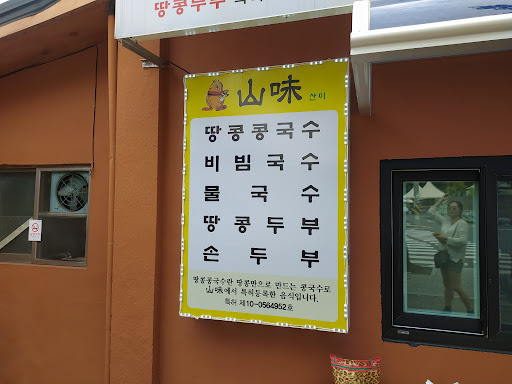 땅콩두부
山味 산미
땅콩콩국수
비빔국수
물국수
땅콩두부
손두부
땅콩콩국수란 땅콩만으로 만드는 콩국수로
山味에서 특허등록한 음식입니다.
특허 제10-0564952호